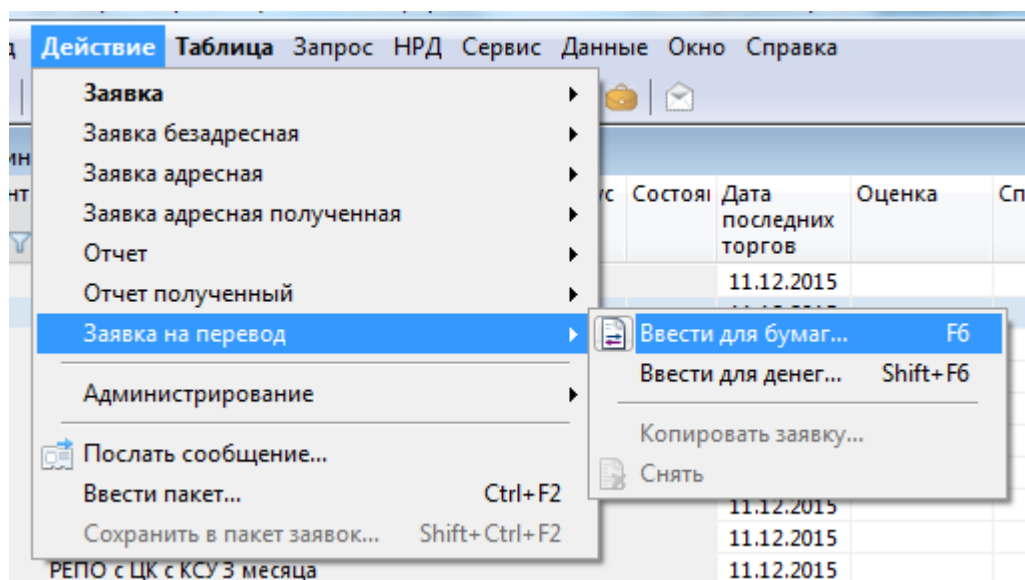 Действие Таблица Запрос НРД Сервис Данные Окно Справка
Заявка
Заявка безадресная
Заявка адресная
Заявка адресная полученная
Отчет
Отчет полученный
Заявка на перевод
Администрирование
Послать сообщение...
Ввести пакет... Ctrl+F2
Сохранить в пакет заявок... Shift+Ctrl+F2
Ввести для бумаг... F6
Ввести для денег... Shift+F6
Копировать заявку...
Снять
Дата
последних
торгов
Оценка
11.12.2015
11.12.2015
11.12.2015
РЕПО с ЦК с КСУ 3 месяца 11.12.2015